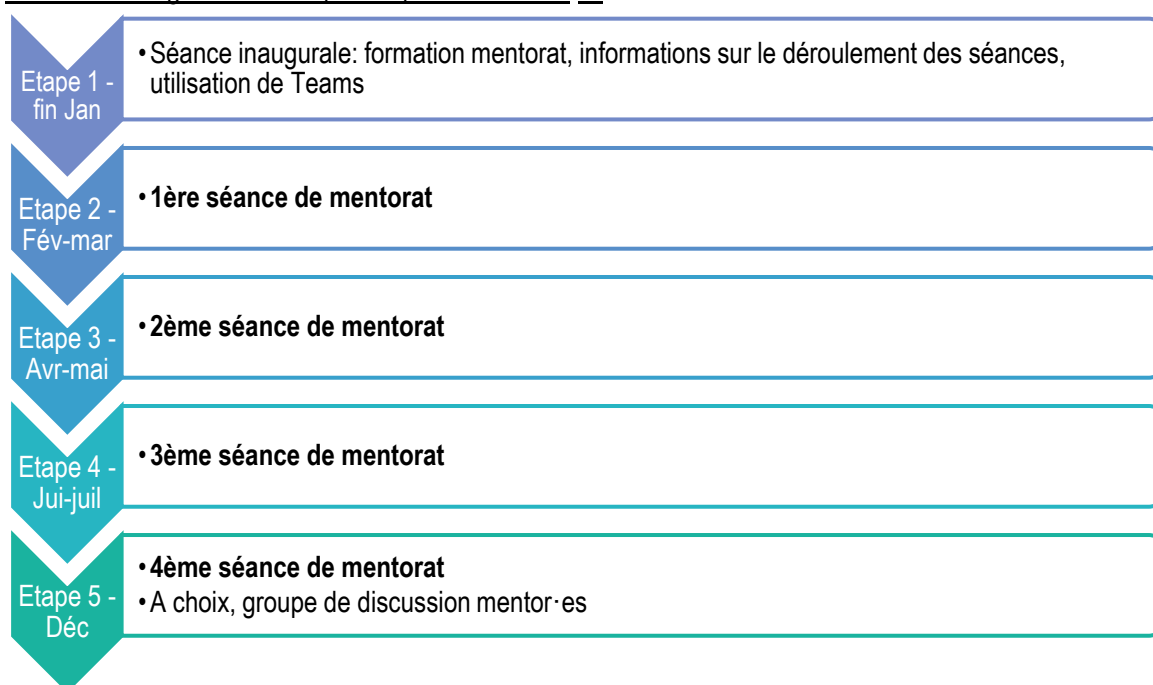 Etape 1 -
fin Jan
•Séance inaugurale: formation mentorat, informations sur le déroulement des séances,
utilisation de Teams
Etape 2 -
Fév-mar
•1ère séance de mentorat
Etape 3 -
Avr-mai
•2ème séance de mentorat
Etape 4 -
Jui-juil
•3ème séance de mentorat
Etape 5 -
Déc
•4ème séance de mentorat
•A choix, groupe de discussion mentor·es